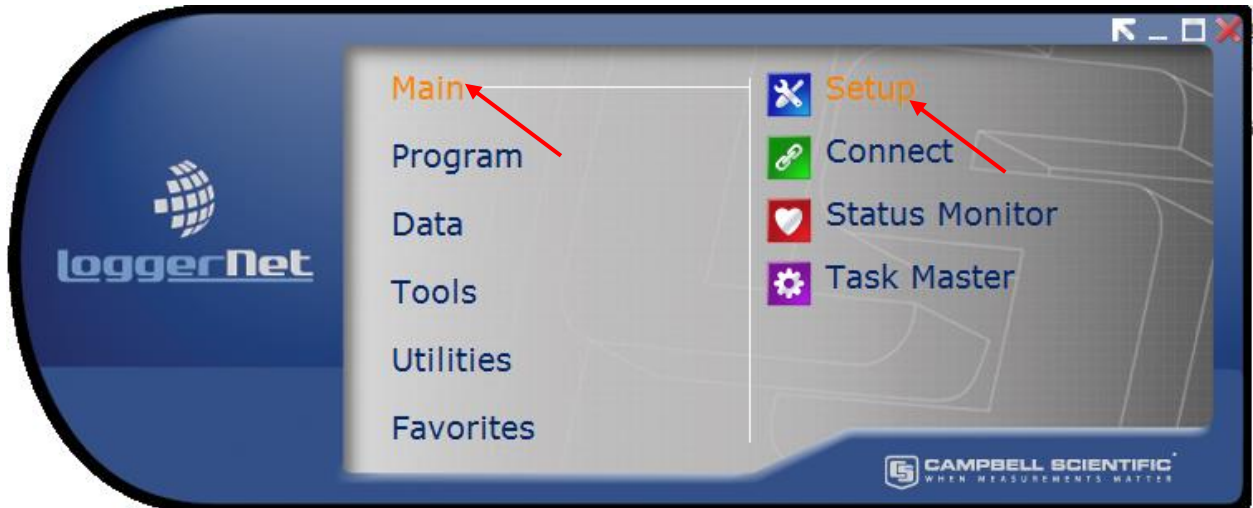 loggerNet
Main
Program
Data
Tools
Utilities
Favorites
Setup
Connect
Status Monitor
Task Master
CAMPBELL SCIENTIFIC
WHEN MEASUREMENTS MATTER